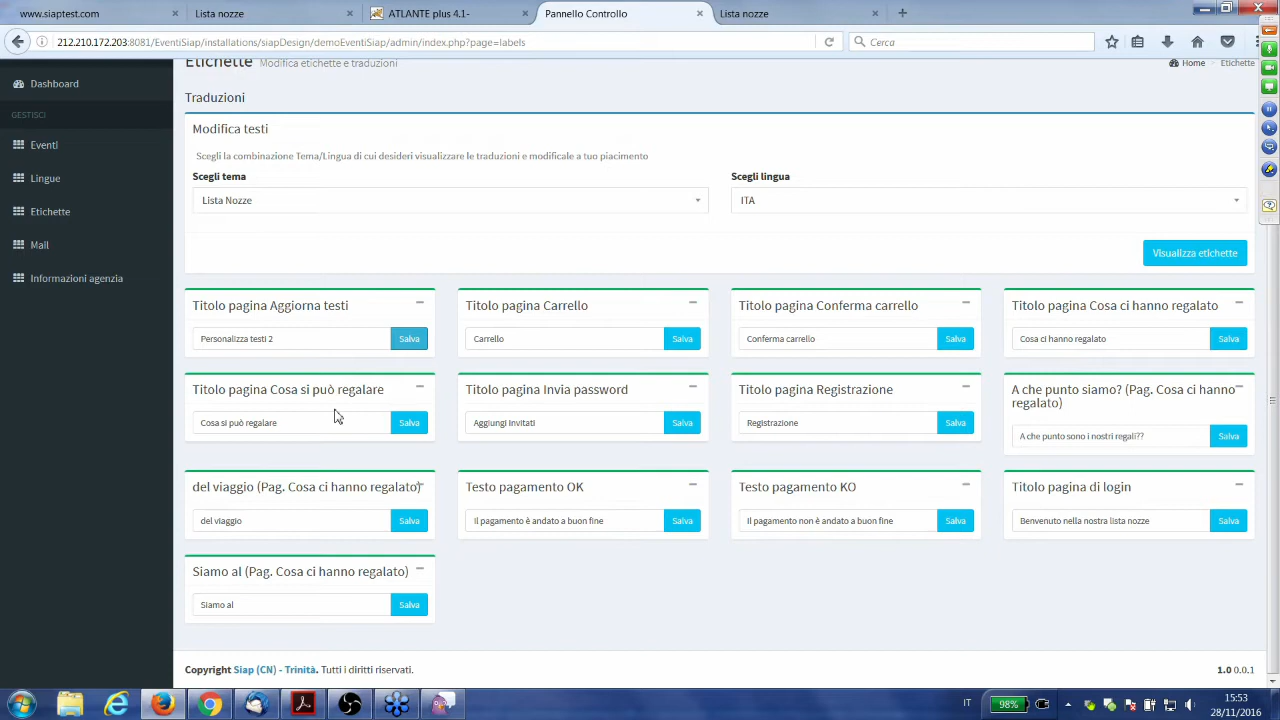 www.siaptest.com
Lista nozze
ATLANTE plus 4.1-
Pannello Controllo
Lista nozze
212.210.172.203:8081/EventiSiap/installations/siapDesign/demoEventiSiap/admin/index.php?page=labels
Cerca
Dashboard
GESTISCI
Eventi
Lingue
Etichette
Mail
Informazioni agenzia
Etichette Modifica etichette e traduzioni
Home > Etichette
Traduzioni
Modifica testi
Scegli la combinazione Tema/Lingua di cui desideri visualizzare le traduzioni e modificale a tuo piacimento
Scegli tema
Scegli lingua
Lista Nozze
ITA
Visualizza etichette
Titolo pagina Aggiorna testi
Personalizza testi 2
Salva
Titolo pagina Carrello
Carrello
Salva
Titolo pagina Conferma carrello
Conferma carrello
Salva
Titolo pagina Cosa ci hanno regalato
Cosa ci hanno regalato
Salva
Titolo pagina Cosa si può regalare
Cosa si può regalare
Salva
Titolo pagina Invia password
Aggiungi Invitati
Salva
Titolo pagina Registrazione
Registrazione
Salva
A che punto siamo? (Pag. Cosa ci hanno
regalato)
A che punto sono i nostri regali??
Salva
del viaggio (Pag. Cosa ci hanno regalato)
del viaggio
Salva
Testo pagamento OK
Il pagamento è andato a buon fine
Salva
Testo pagamento KO
Il pagamento non è andato a buon fine
Salva
Titolo pagina di login
Benvenuto nella nostra lista nozze
Salva
Siamo al (Pag. Cosa ci hanno regalato)
Siamo al
Salva
Copyright Siap (CN) - Trinità. Tutti i diritti riservati.
1.0 0.0.1
IT
98%
15:53
28/11/2016